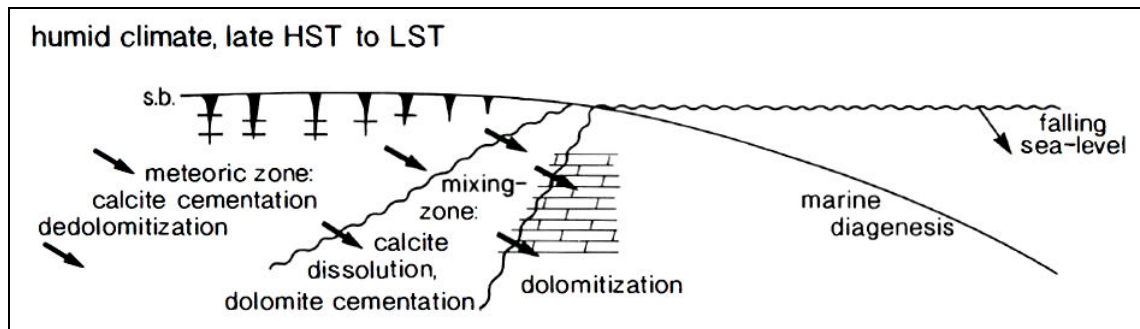 humid climate, late HST to LST
s.b.
falling
sea-level
meteoric zone:
calcite cementation
dedolomitization
mixing-
zone:
calcite
dissolution,
dolomite cementation
dolomitization
marine
diagenesis